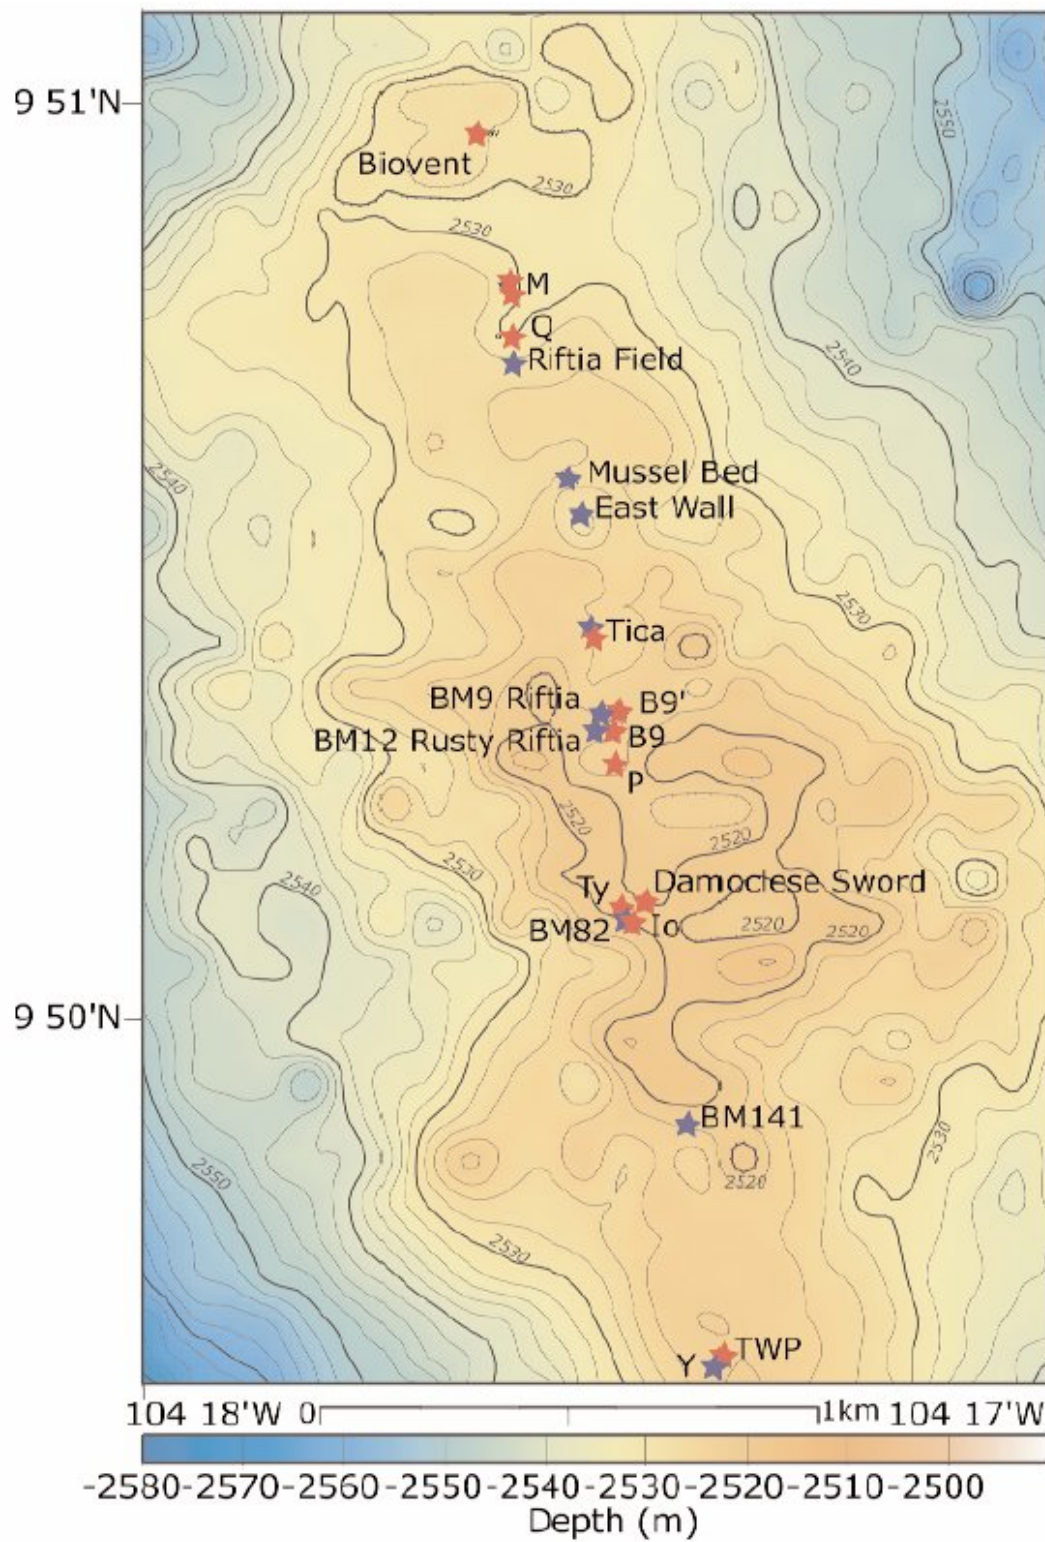 2550
9 51'N
Biovent
2530
2530
M
Q
Riftia Field
2540
Mussel Bed
2540
East Wall
2530
Tica
BM9 Riftia
B9'
BM12 Rusty Riftia
B9
P
2520
2520
2530
2540
Ty
Damoclese Sword
BM82
Io
2520
2520
9 50'N
BM141
2530
2550
2520
2530
TWP
Y
104 18'W 0 1km 104 17'W
-2580 -2570 -2560 -2550 -2540 -2530 -2520 -2510 -2500
Depth (m)